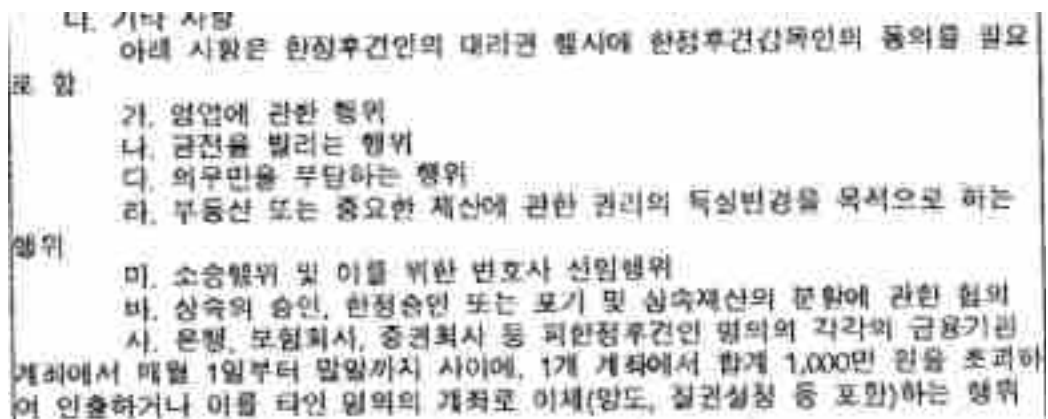 다. 기타 사항
아래 사항은 한정후견인의 대리권 행사에 한정후견감독인의 동의를 필요
로 함
가. 영업에 관한 행위
나. 금전을 빌리는 행위
다. 의무만을 부담하는 행위
라. 부동산 또는 중요한 재산에 관한 권리의 득실변경을 목적으로 하는
행위
마. 소송행위 및 이를 위한 변호사 선임행위
바. 상속의 승인, 한정승인 또는 포기 및 상속재산의 분할에 관한 협의
사. 은행, 보험회사, 증권회사 등 피한정후견인 명의의 각각의 금융기관
계좌에서 매월 1일부터 말일까지 사이에, 1개 계좌에서 합계 1,000만 원을 초과하
여 인출하거나 이를 타인 명의의 계좌로 이체(양도, 질권설정 등 포함)하는 행위